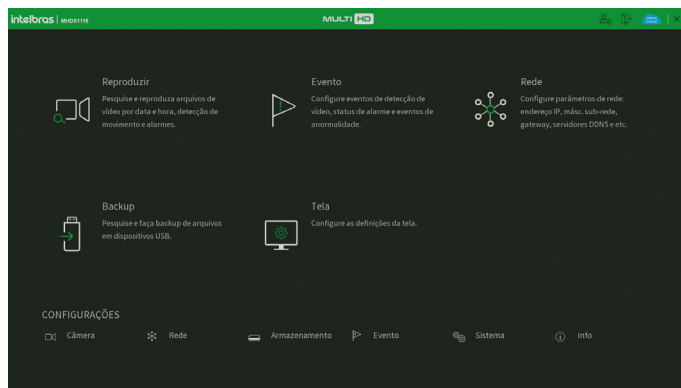 intelbras | MHDX1116
MULTI HD
Reproduzir
Pesquise e reproduza arquivos de
vídeo por data e hora, detecção de
movimento e alarmes.
Evento
Configure eventos de detecção de
vídeo, status de alarme e eventos de
anormalidade.
Rede
Configure parâmetros de rede:
endereço IP, másc. sub-rede,
gateway, servidores DDNS e etc.
Backup
Pesquise e faça backup de arquivos
em dispositivos USB.
Tela
Configure as definições da tela.
CONFIGURAÇÕES
Câmera
Rede
Armazenamento
Evento
Sistema
Info